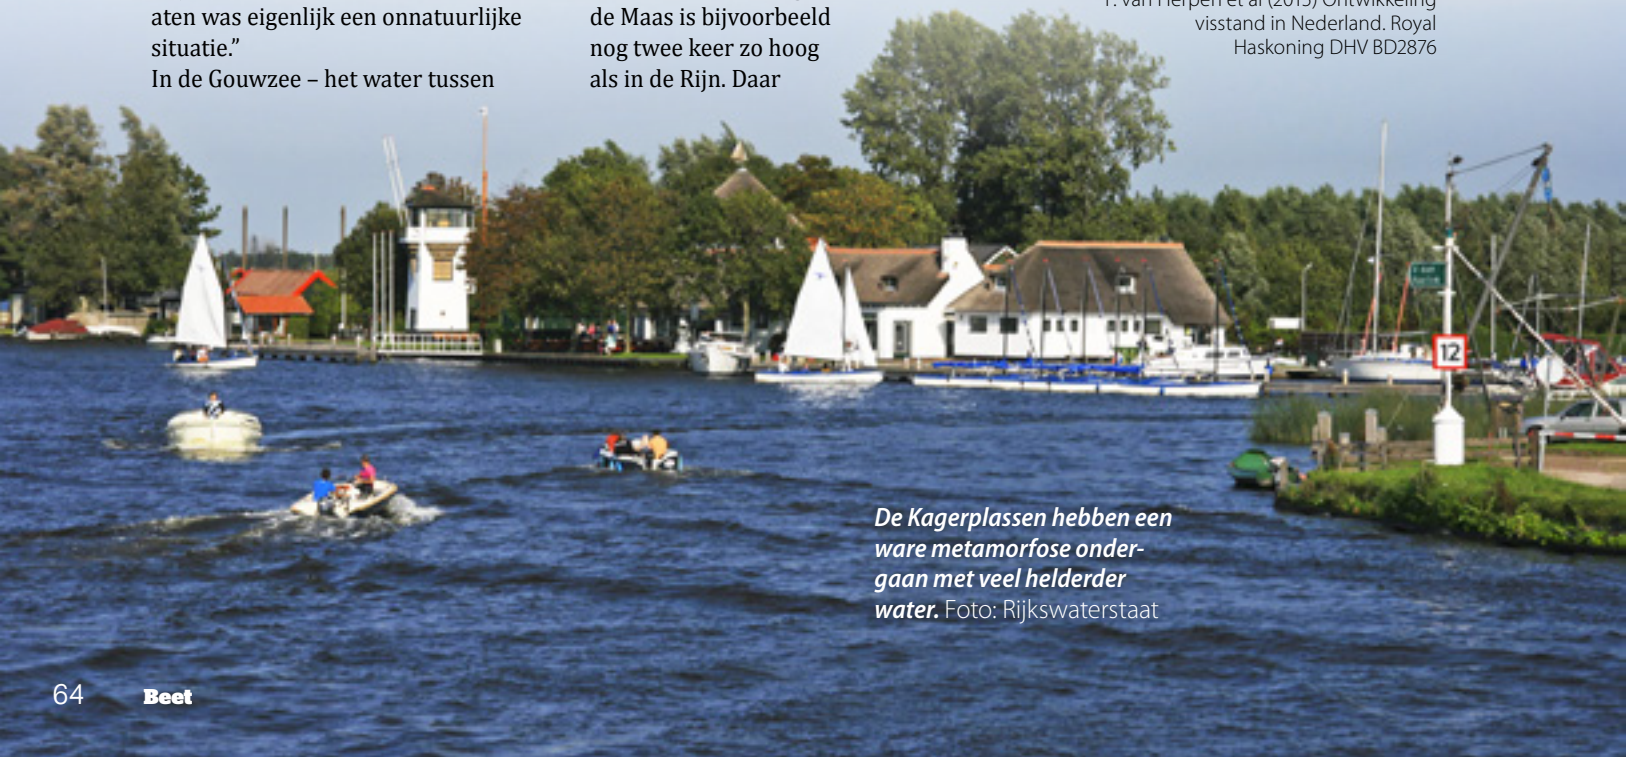 aten was eigenlijk een onnatuurlijke
situatie.”
In de Gouwzee – het water tussen
de Maas is bijvoorbeeld
nog twee keer zo hoog
als in de Rijn. Daar
visstand in Nederland. Royal
Haskoning DHV BD2876
12
De Kagerplassen hebben een
ware metamorfose onder-
gaan met veel helderder
water. Foto: Rijkswaterstaat
64
Beet